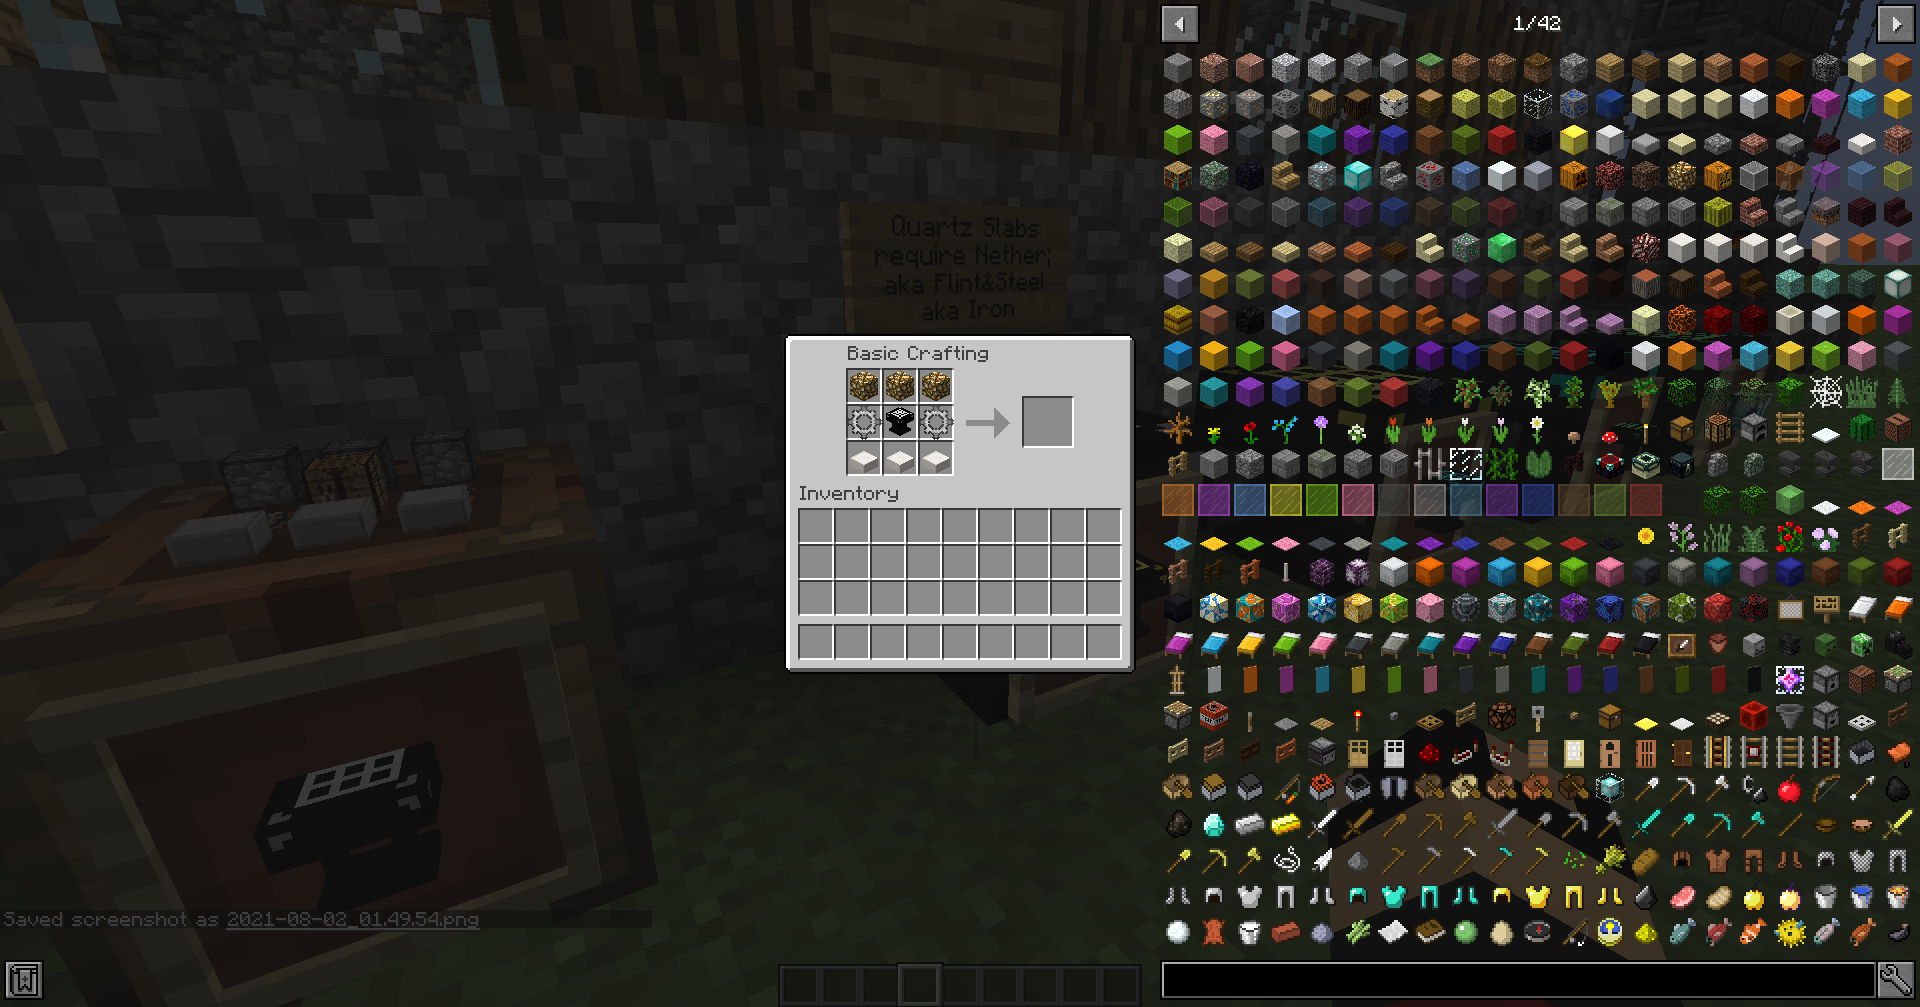 1/42
Quartz Slabs
require Nether;
aka Flint&Steel
aka Iron
Basic Crafting
Inventory
Saved screenshot as 2021-08-02_01.49.54.png